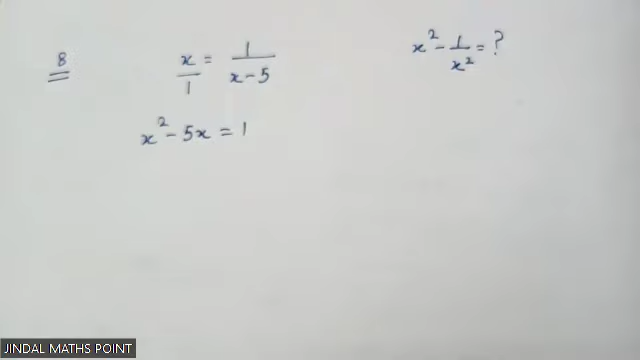 8
x/1 = 1/(x-5)
x² - 1/x² = ?
x² - 5x = 1
JINDAL MATHS POINT